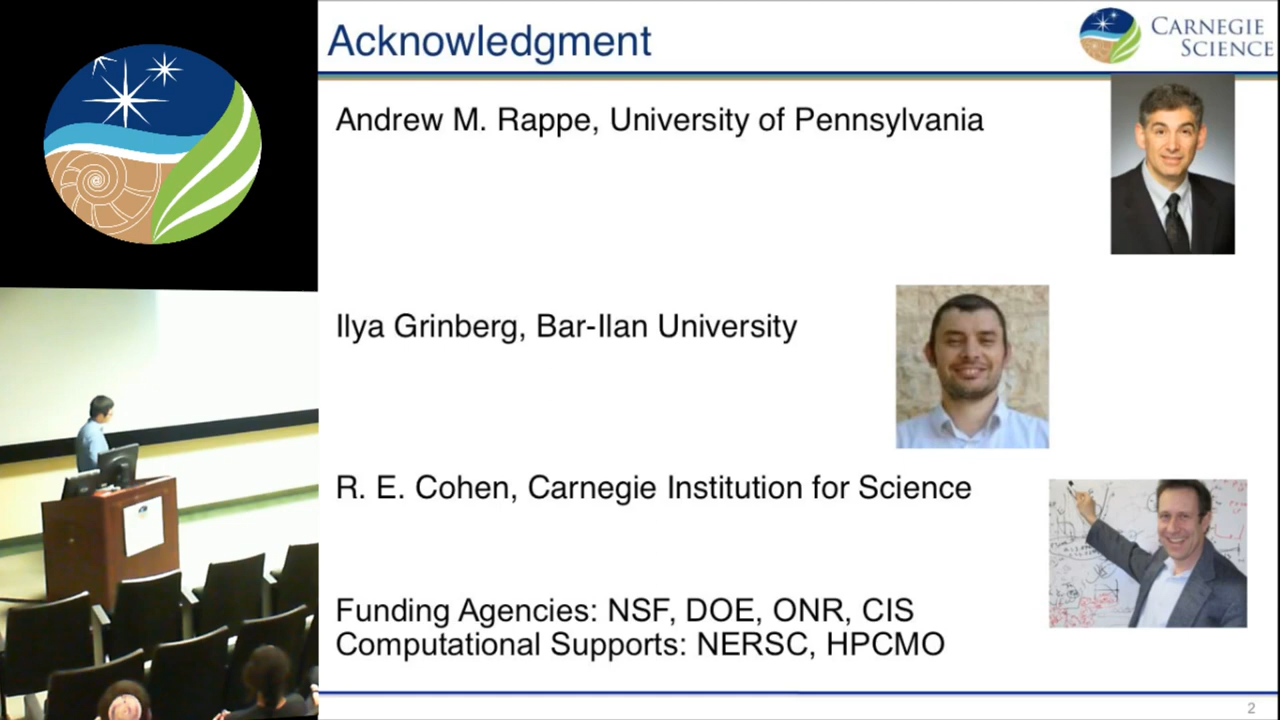 Acknowledgment
CARNEGIE
SCIENCE
Andrew M. Rappe, University of Pennsylvania
Ilya Grinberg, Bar-Ilan University
R. E. Cohen, Carnegie Institution for Science
Funding Agencies: NSF, DOE, ONR, CIS
Computational Supports: NERSC, HPCMO
2